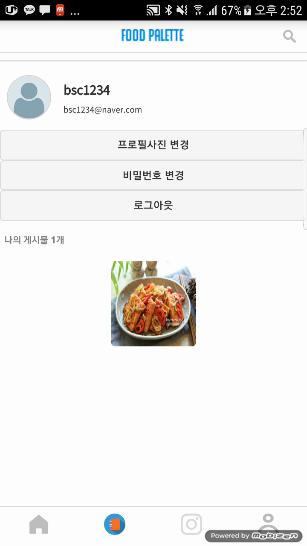 67% 오후 2:52
FOOD PALETTE
bsc1234
bsc1234@naver.com
프로필사진 변경
비밀번호 변경
로그아웃
나의 게시물 1개
Powered by MoDizen